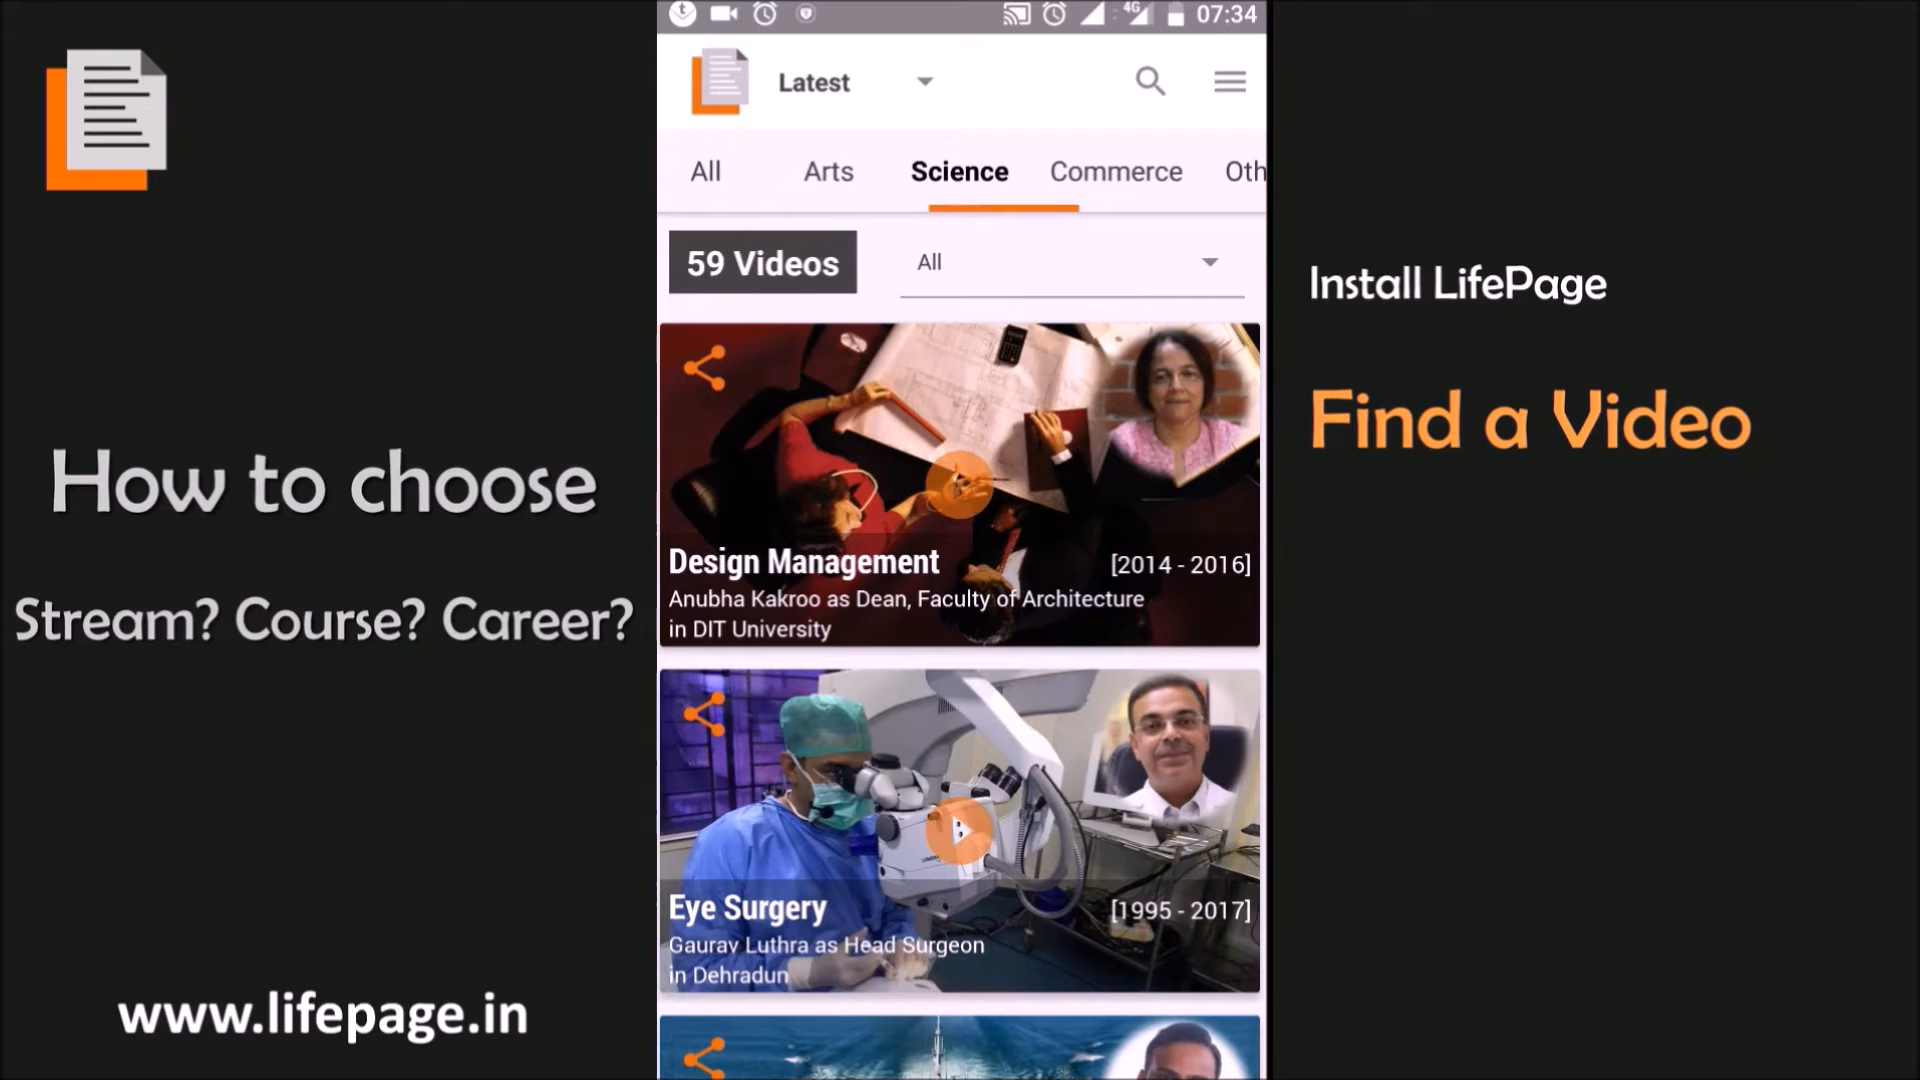 4G 07:34
Latest
All Arts Science Commerce Oth
59 Videos All
Design Management [2014 - 2016]
Anubha Kakroo as Dean, Faculty of Architecture
in DIT University
Eye Surgery [1995 - 2017]
Gaurav Luthra as Head Surgeon
in Dehradun
How to choose
Stream? Course? Career?
www.lifepage.in
Install LifePage
Find a Video